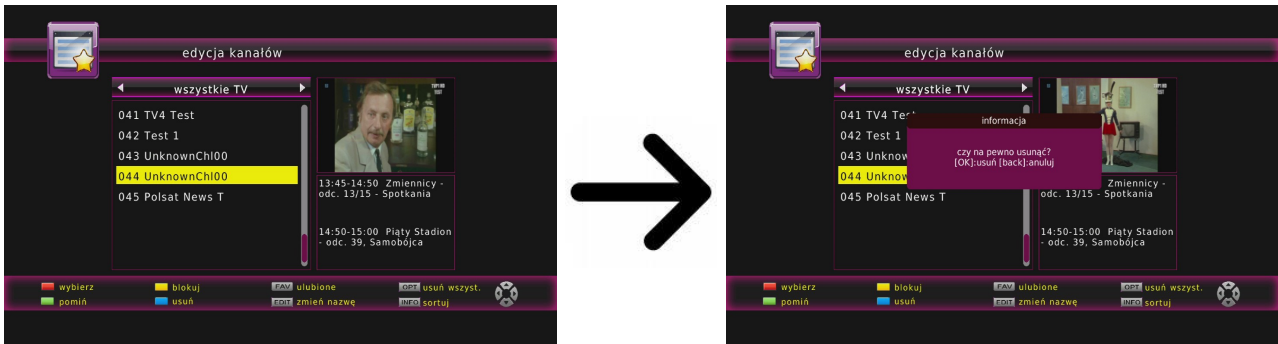 edycja kanałów
wszystkie TV
041 TV4 Test
042 Test 1
043 UnknownChl00
044 UnknownChl00
045 Polsat News T
13:45-14:50 Zmiennicy -
odc. 13/15 - Spotkania
14:50-15:00 Piąty Stadion
- odc. 39, Samobójca
wybierz
blokuj
FAV ulubione
OPT usuń wszyst.
pomiń
usuń
EDIT zmień nazwę
INFO sortuj
edycja kanałów
wszystkie TV
041 TV4 Test
042 Test 1
043 Unknow
044 Unknow
045 Polsat News T
informacja
czy na pewno usunąć?
[OK]:usuń [back]:anuluj
Zmiennicy -
odc. 13/15 - Spotkania
14:50-15:00 Piąty Stadion
- odc. 39, Samobójca
wybierz
blokuj
FAV ulubione
OPT usuń wszyst.
pomiń
usuń
EDIT zmień nazwę
INFO sortuj